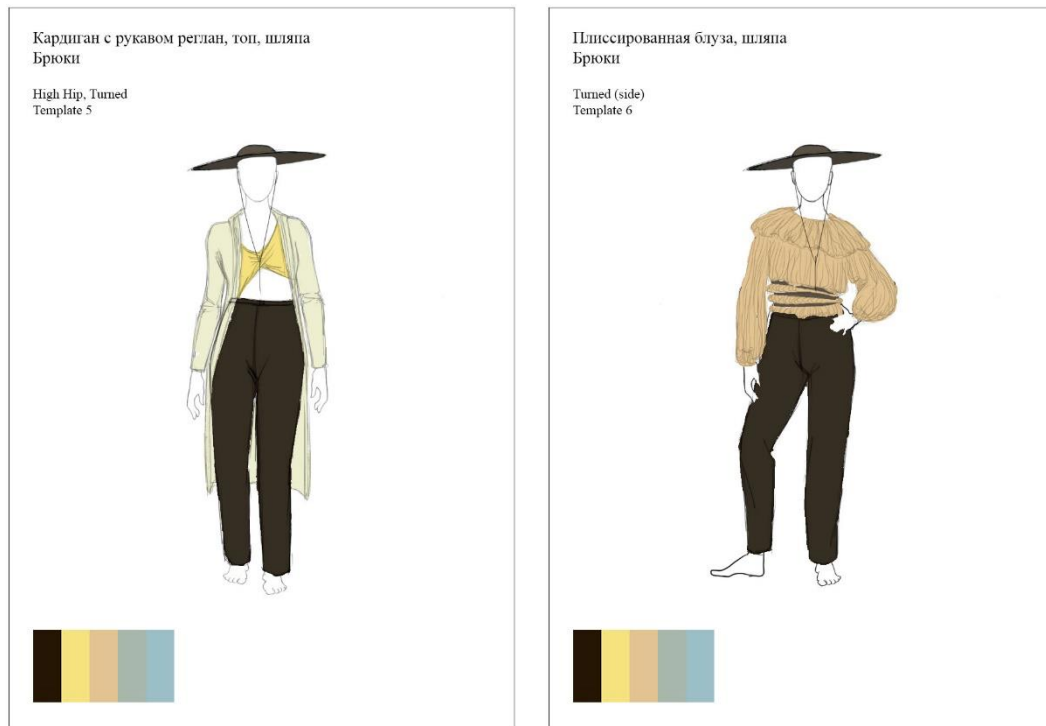 Кардиган с рукавом реглан, топ, шляпа
Брюки
High Hip, Turned
Template 5
Плиссированная блуза, шляпа
Брюки
Turned (side)
Template 6